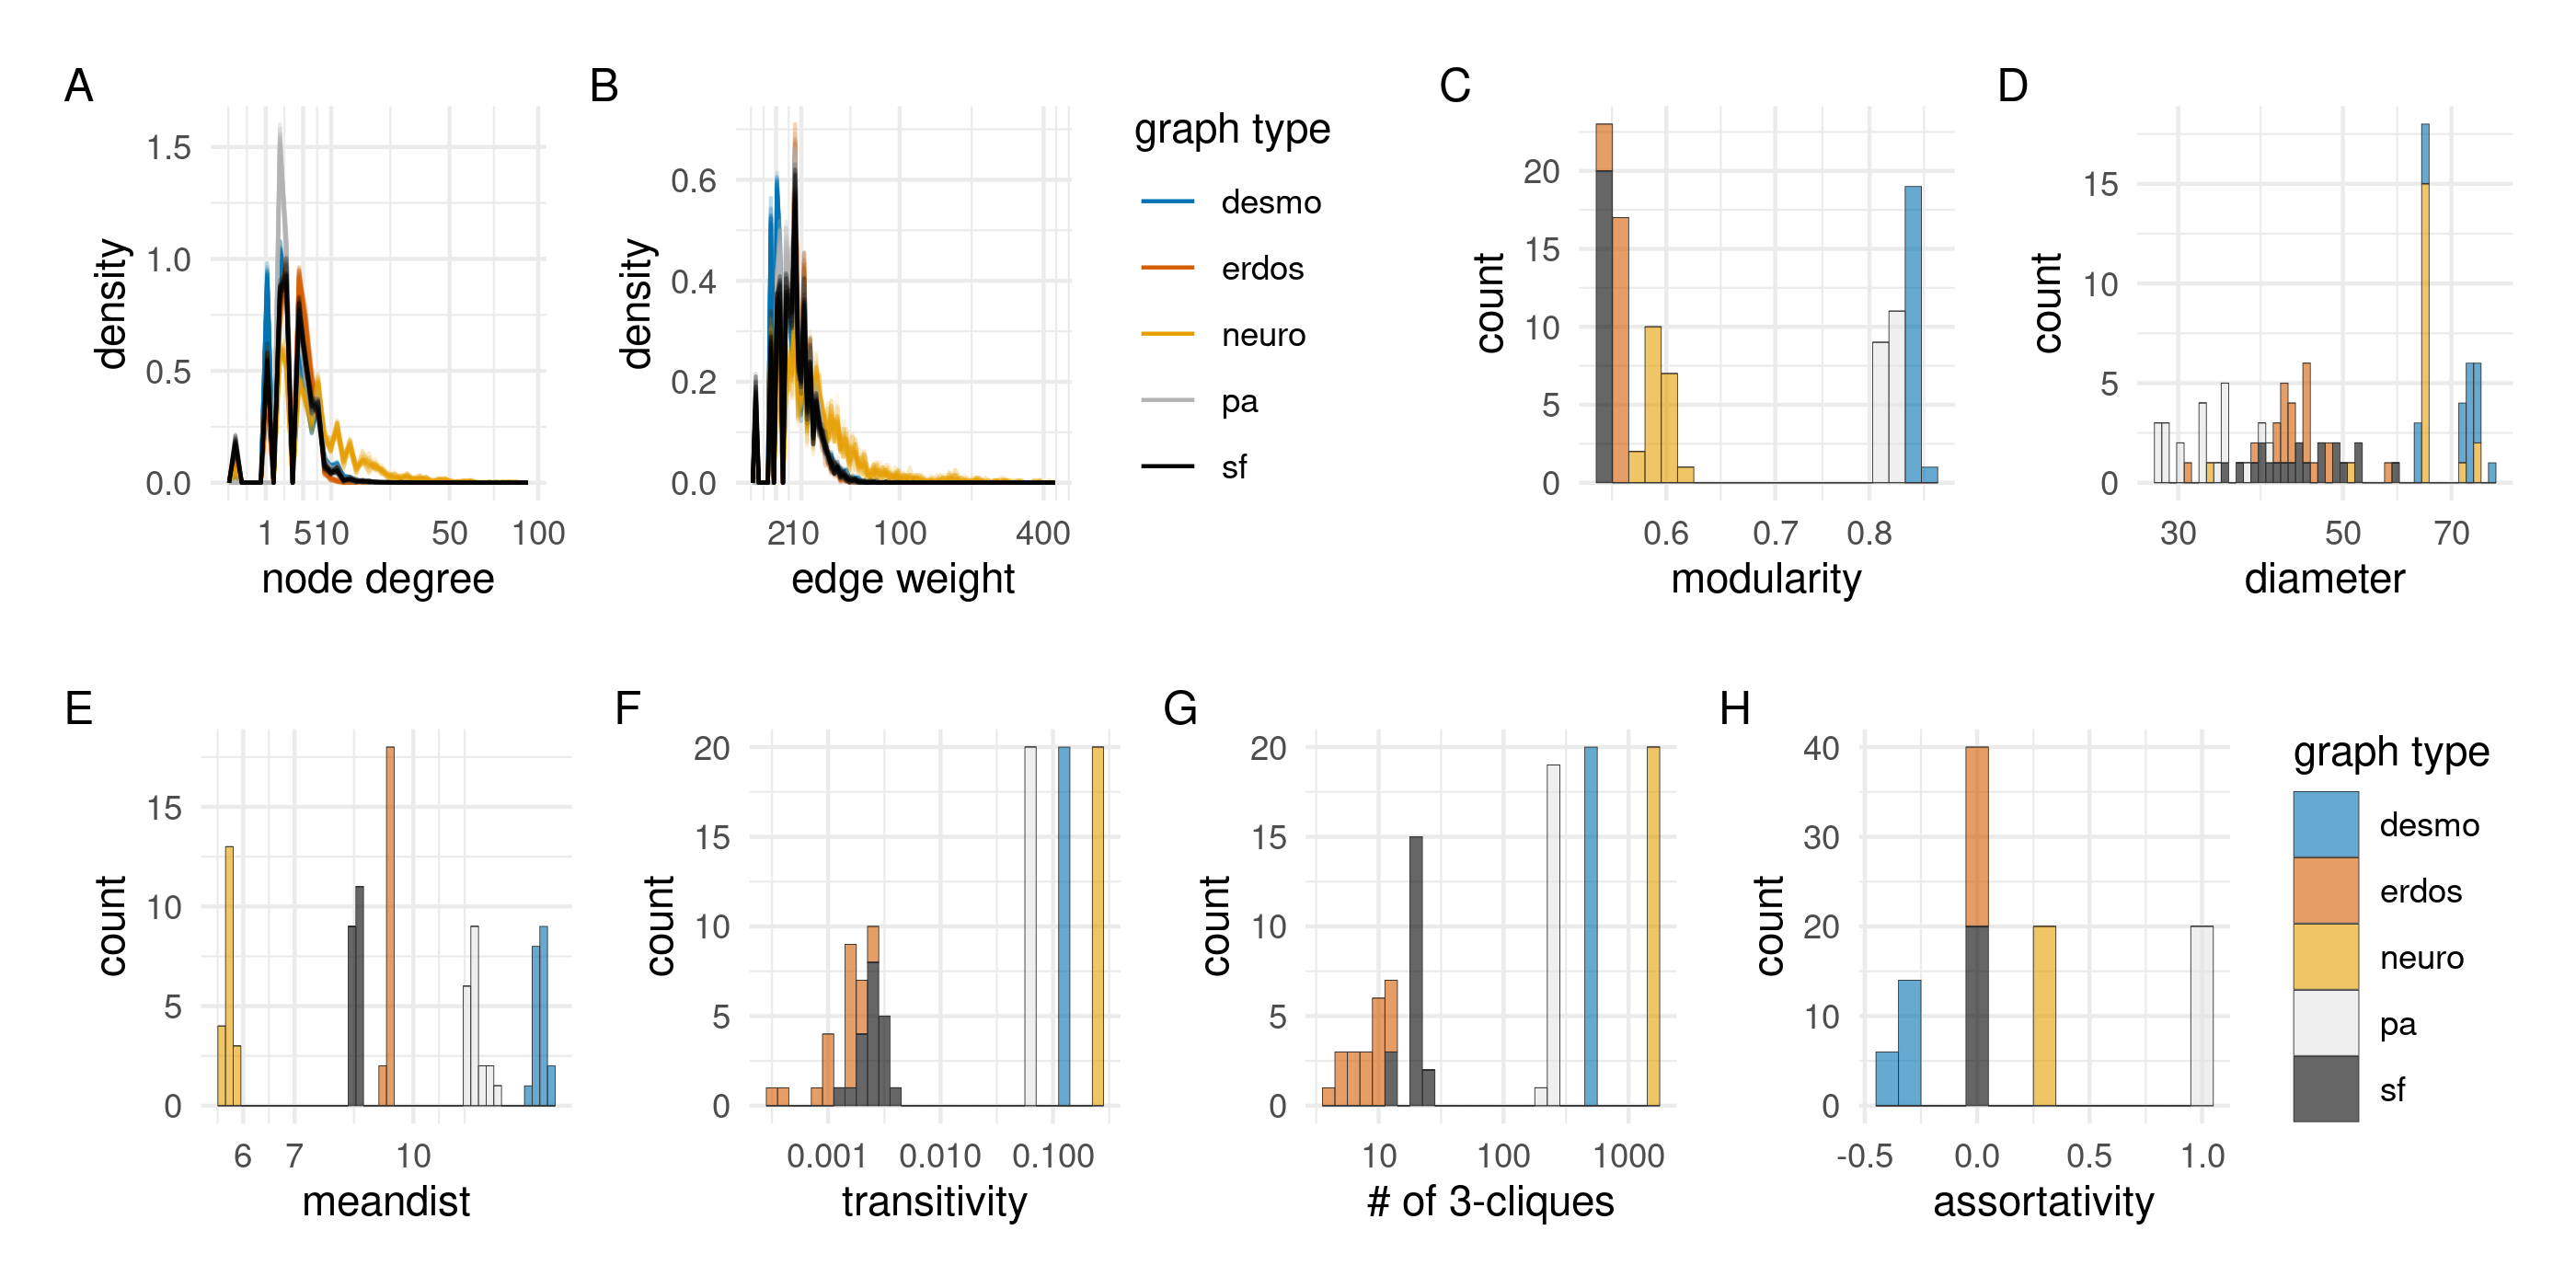 A
B
C
D
density
1.5
1.0
0.5
0.0
1 510 50 100
node degree
density
0.6
0.4
0.2
0.0
210 100 400
edge weight
graph type
desmo
erdos
neuro
pa
sf
count
20
15
10
5
0
0.6 0.7 0.8
modularity
count
15
10
5
0
30 50 70
diameter
E
F
G
H
count
15
10
5
0
6 7 10
meandist
count
20
15
10
5
0
0.001 0.010 0.100
transitivity
count
20
15
10
5
0
10 100 1000
# of 3-cliques
count
40
30
20
10
0
-0.5 0.0 0.5 1.0
assortativity
graph type
desmo
erdos
neuro
pa
sf